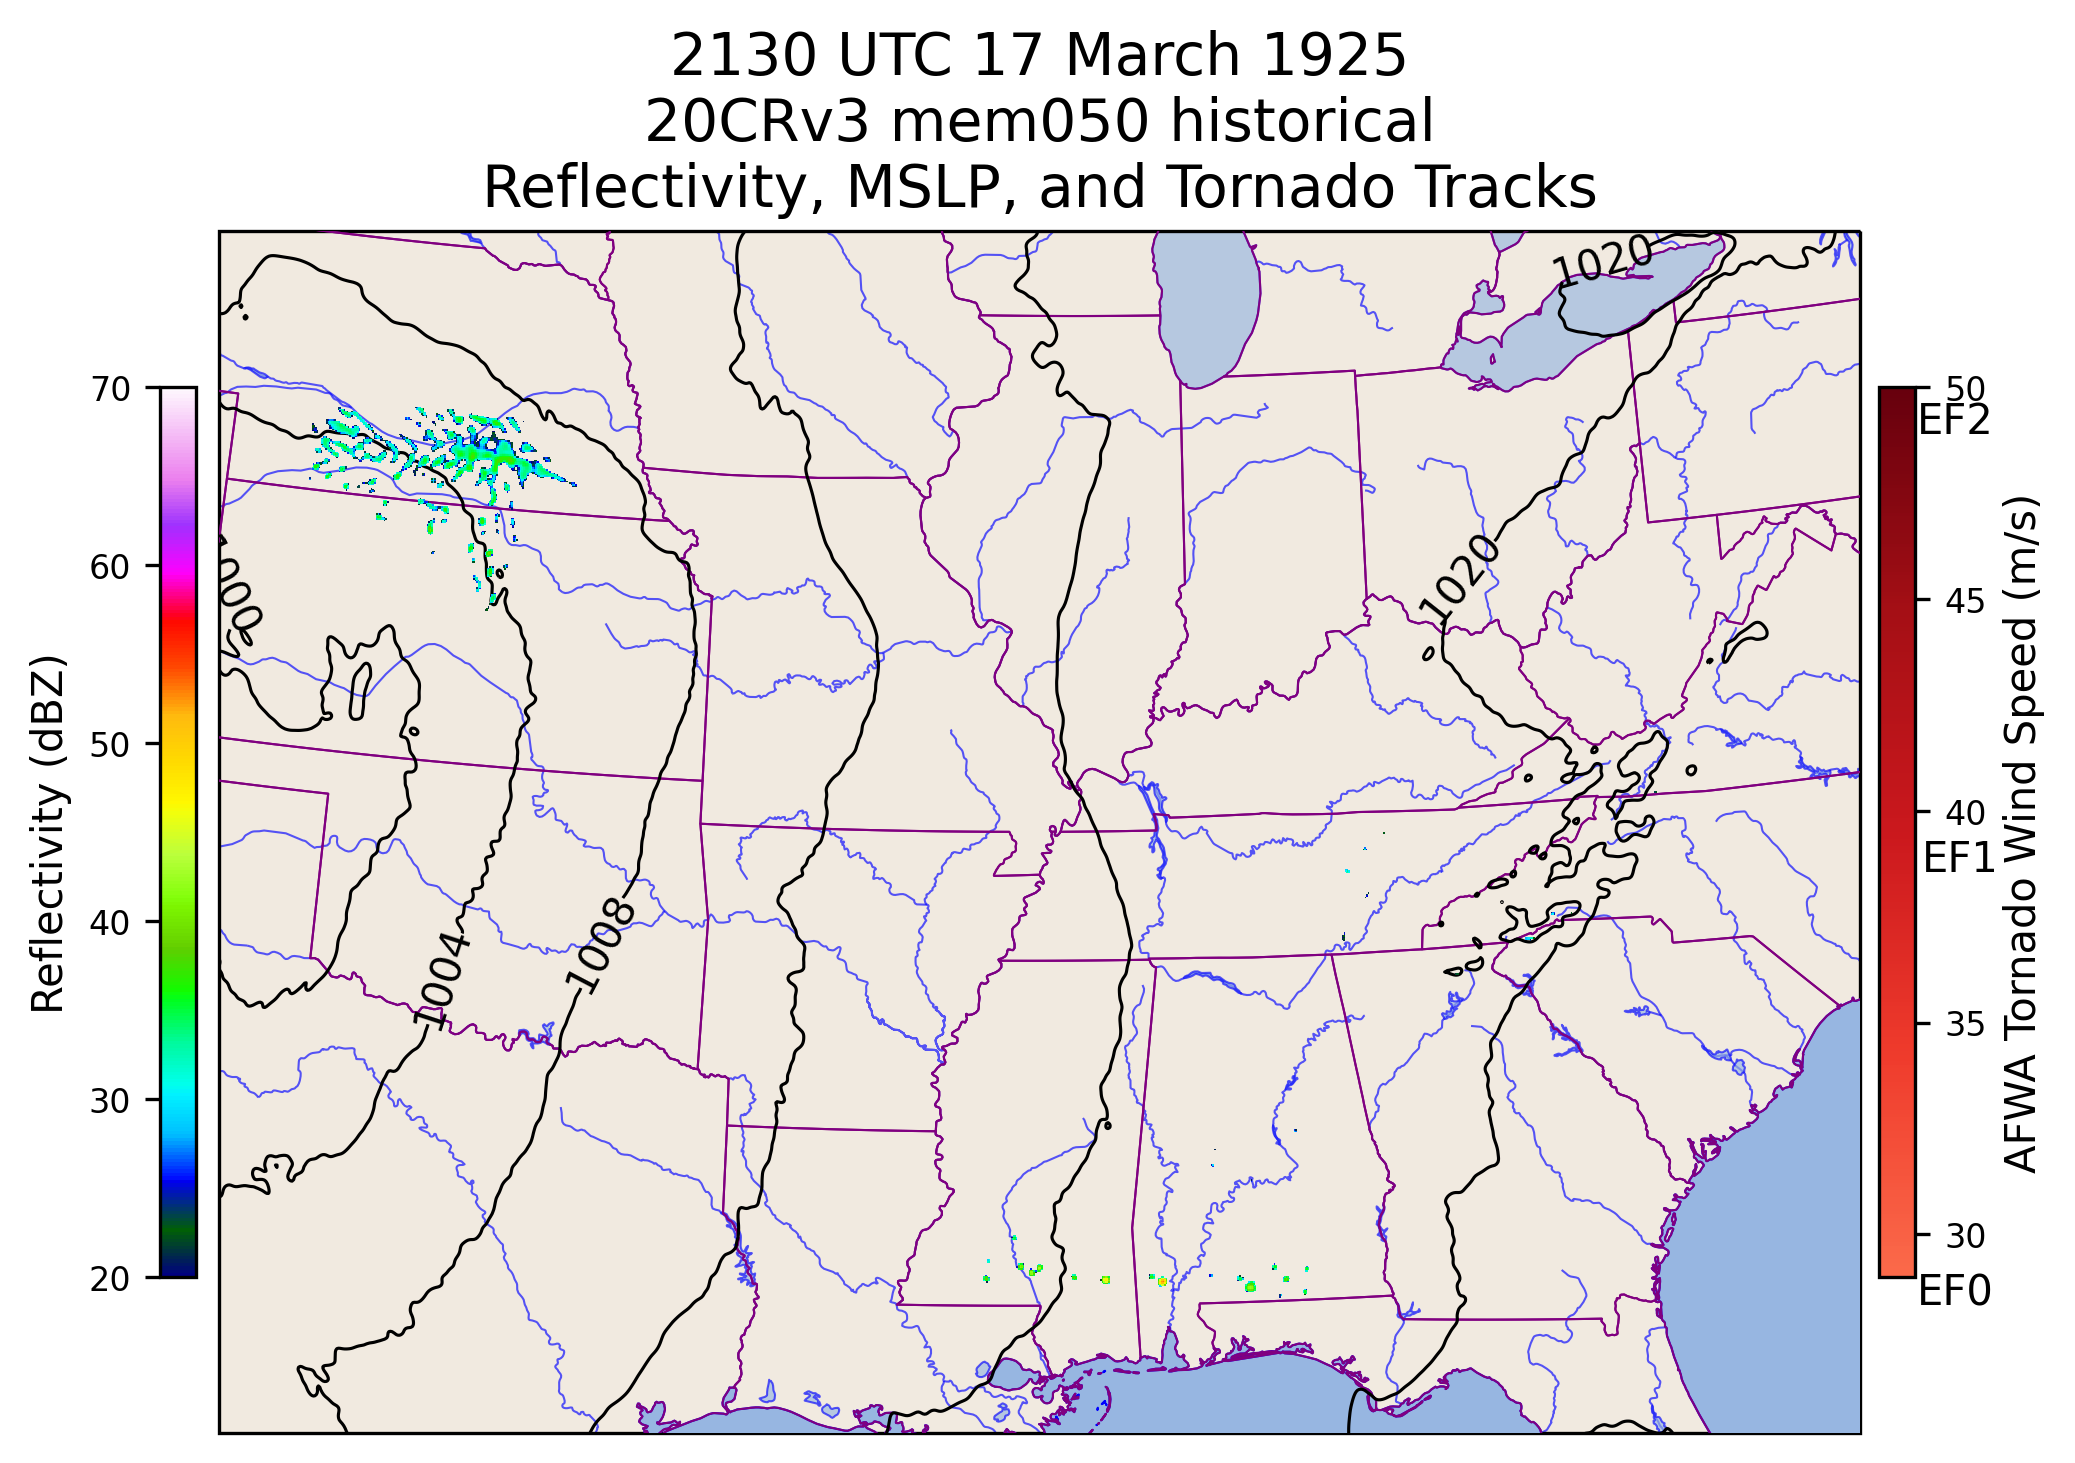 2130 UTC 17 March 1925
20CRv3 mem050 historical
Reflectivity, MSLP, and Tornado Tracks
1020
1020
1000
1004
1008
70
60
50
40
30
20
Reflectivity (dBZ)
50
EF2
45
40
EF1
35
30
EF0
AFWA Tornado Wind Speed (m/s)